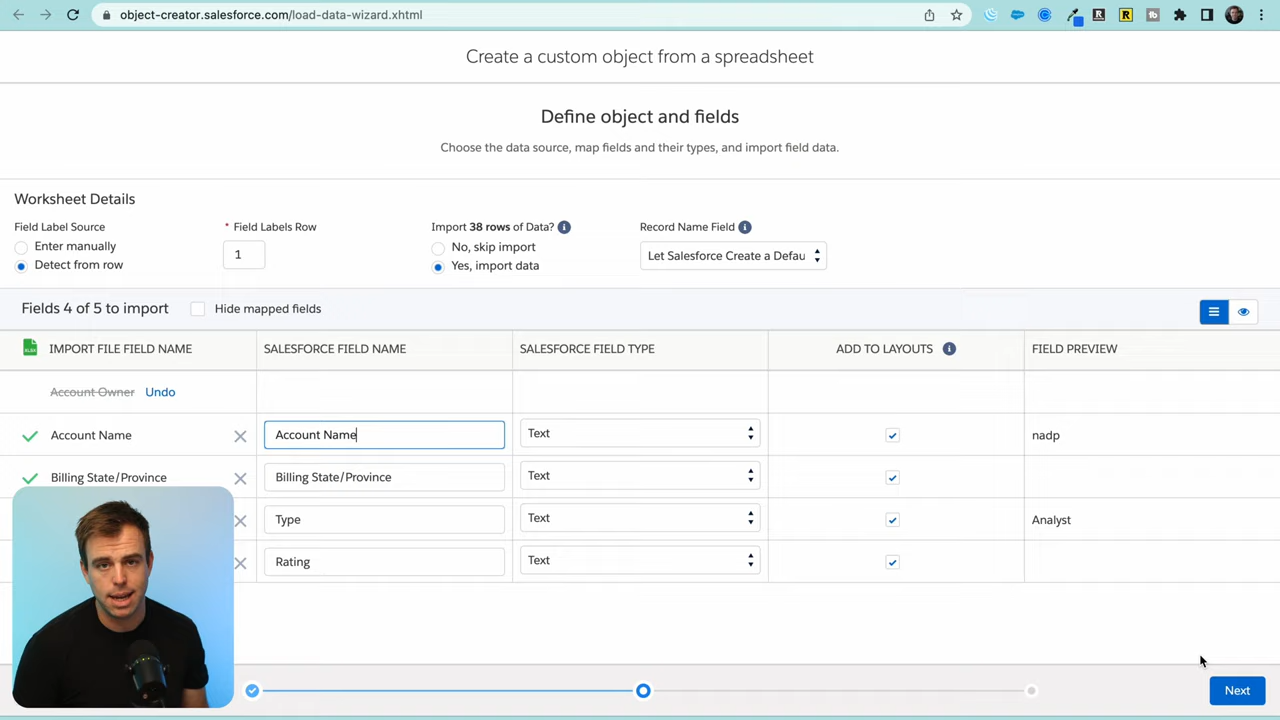 object-creator.salesforce.com/load-data-wizard.xhtml
Create a custom object from a spreadsheet
Define object and fields
Choose the data source, map fields and their types, and import field data.
Worksheet Details
Field Label Source
* Field Labels Row
Import 38 rows of Data?
Record Name Field
Enter manually
Detect from row
1
No, skip import
Yes, import data
Let Salesforce Create a Defau
Fields 4 of 5 to import
Hide mapped fields
IMPORT FILE FIELD NAME
SALESFORCE FIELD NAME
SALESFORCE FIELD TYPE
ADD TO LAYOUTS
FIELD PREVIEW
Account Owner Undo
Account Name
Account Name
Text
nadp
Billing State/Province
Billing State/Province
Text
Type
Text
Analyst
Rating
Text
Next